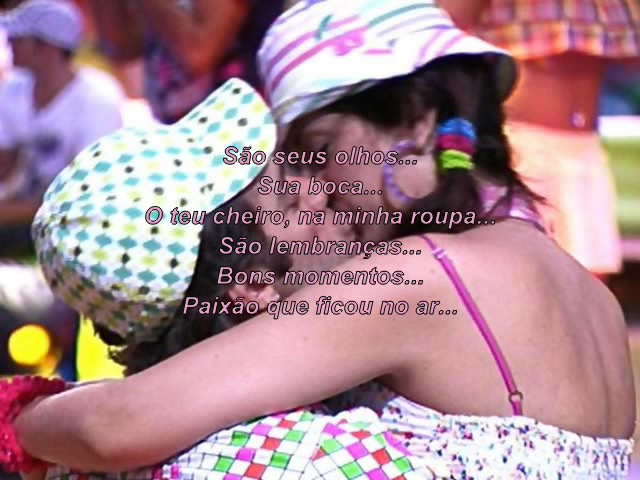 São seus olhos...
Sua boca...
O teu cheiro, na minha roupa...
São lembranças...
Bons momentos...
Paixão que ficou no ar...